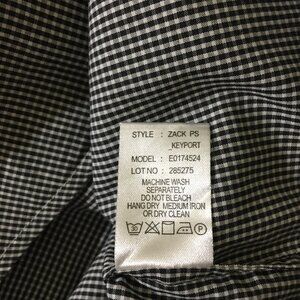 STYLE : ZACK PS
KEYPORT
MODEL : E0174524
LOT NO : 285275
MACHINE WASH
SEPARATELY
DO NOT BLEACH
HANG DRY MEDIUM IRON
OR DRY CLEAN